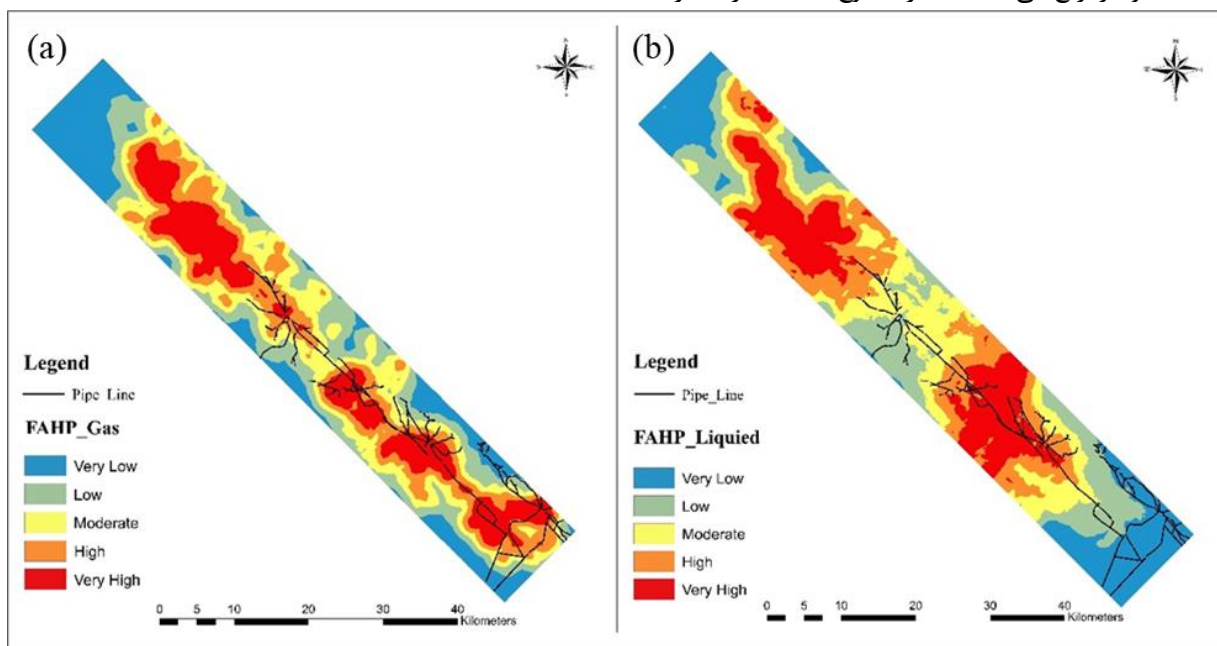 (a)
Legend
Pipe_Line
FAHP_Gas
Very Low
Low
Moderate
High
Very High
0 5 10 20 30 40
Kilometers
(b)
N
Legend
Pipe_Line
FAHP_Liquied
Very Low
Low
Moderate
High
Very High
0 5 10 20 30 40
Kilometers